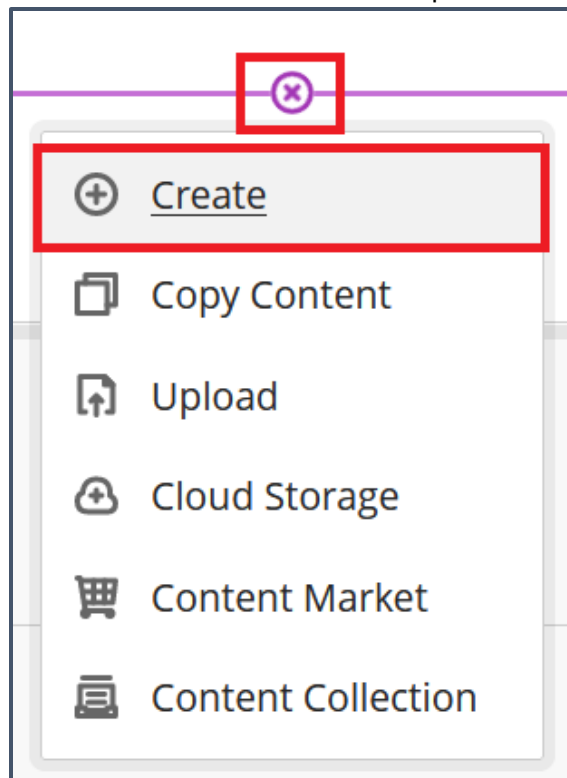 Create
Copy Content
Upload
Cloud Storage
Content Market
Content Collection